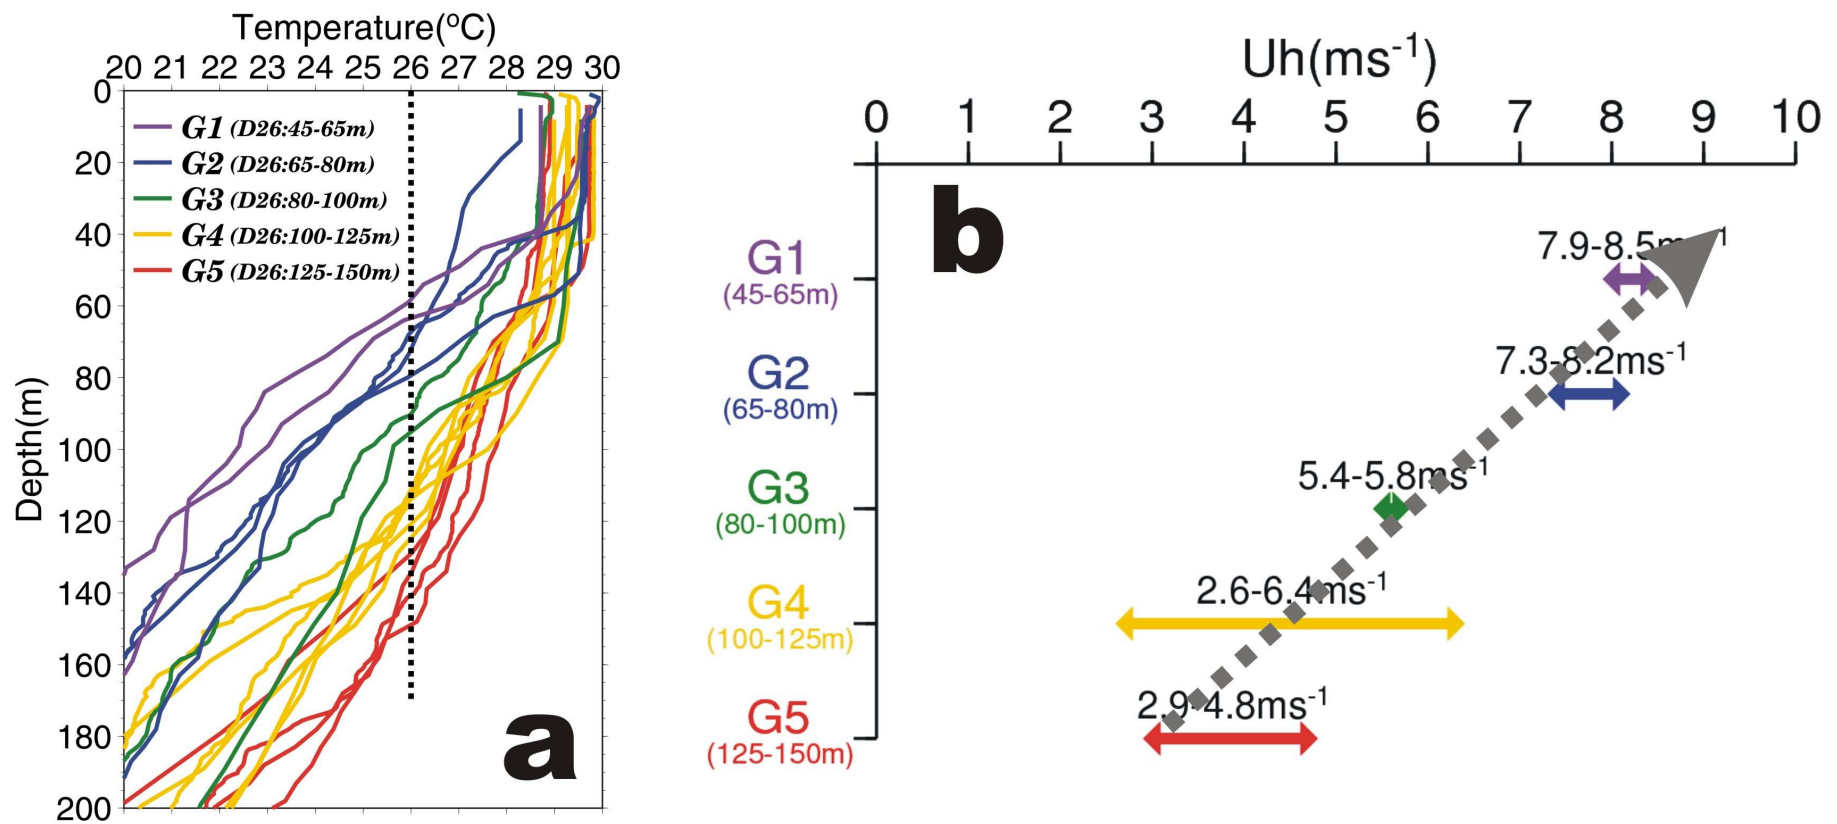 Temperature(ºC)
20 21 22 23 24 25 26 27 28 29 30
0
20
40
60
80
100
120
140
160
180
200
Depth(m)
G1 (D26:45-65m)
G2 (D26:65-80m)
G3 (D26:80-100m)
G4 (D26:100-125m)
G5 (D26:125-150m)
a
Uh(ms-1)
0 1 2 3 4 5 6 7 8 9 10
b
G1
(45-65m)
7.9-8.5ms-1
G2
(65-80m)
7.3-8.2ms-1
G3
(80-100m)
5.4-5.8ms-1
G4
(100-125m)
2.6-6.4ms-1
G5
(125-150m)
2.9-4.8ms-1